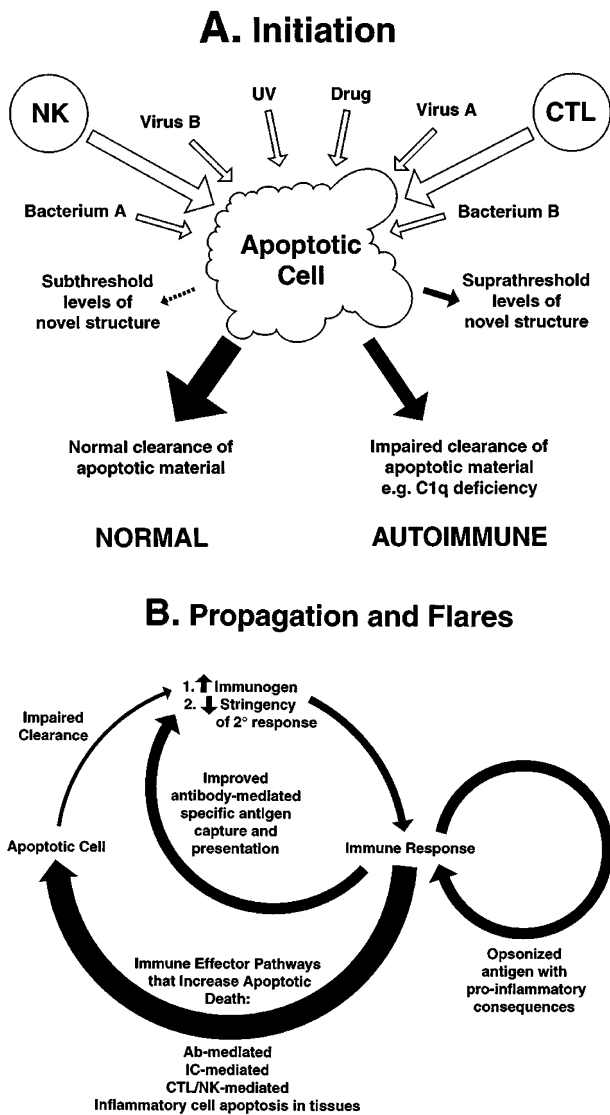 A. Initiation
NK
Virus B
UV
Drug
Virus A
CTL
Bacterium A
Bacterium B
Apoptotic
Cell
Subthreshold
levels of
novel structure
Suprathreshold
levels of
novel structure
Normal clearance of
apoptotic material
Impaired clearance of
apoptotic material
e.g. C1q deficiency
NORMAL
AUTOIMMUNE
B. Propagation and Flares
1. ⬆ Immunogen
2. ⬇ Stringency
of 2° response
Impaired
Clearance
Improved
antibody-mediated
specific antigen
capture and
presentation
Apoptotic Cell
Immune Response
Immune Effector Pathways
that Increase Apoptotic
Death:
Opsonized
antigen with
pro-inflammatory
consequences
Ab-mediated
IC-mediated
CTL/NK-mediated
Inflammatory cell apoptosis in tissues